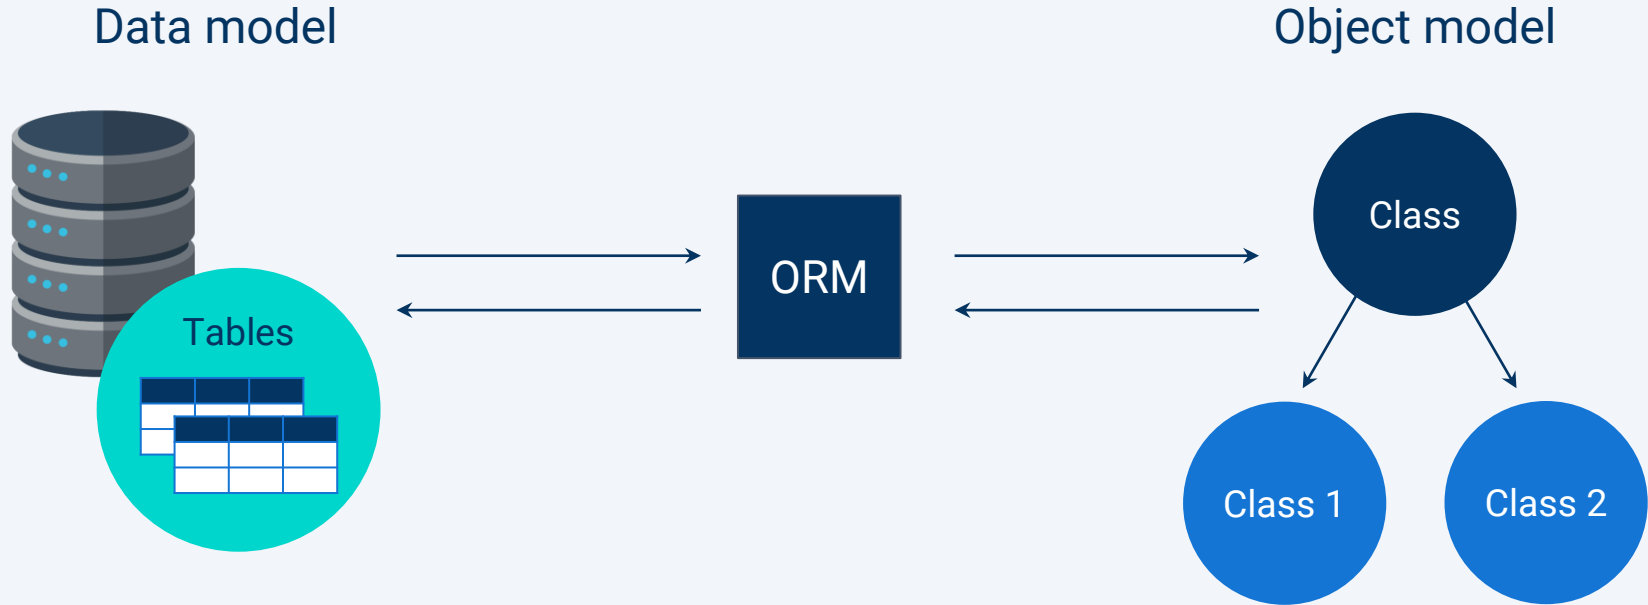 Data model
Object model
Tables
ORM
Class
Class 1
Class 2